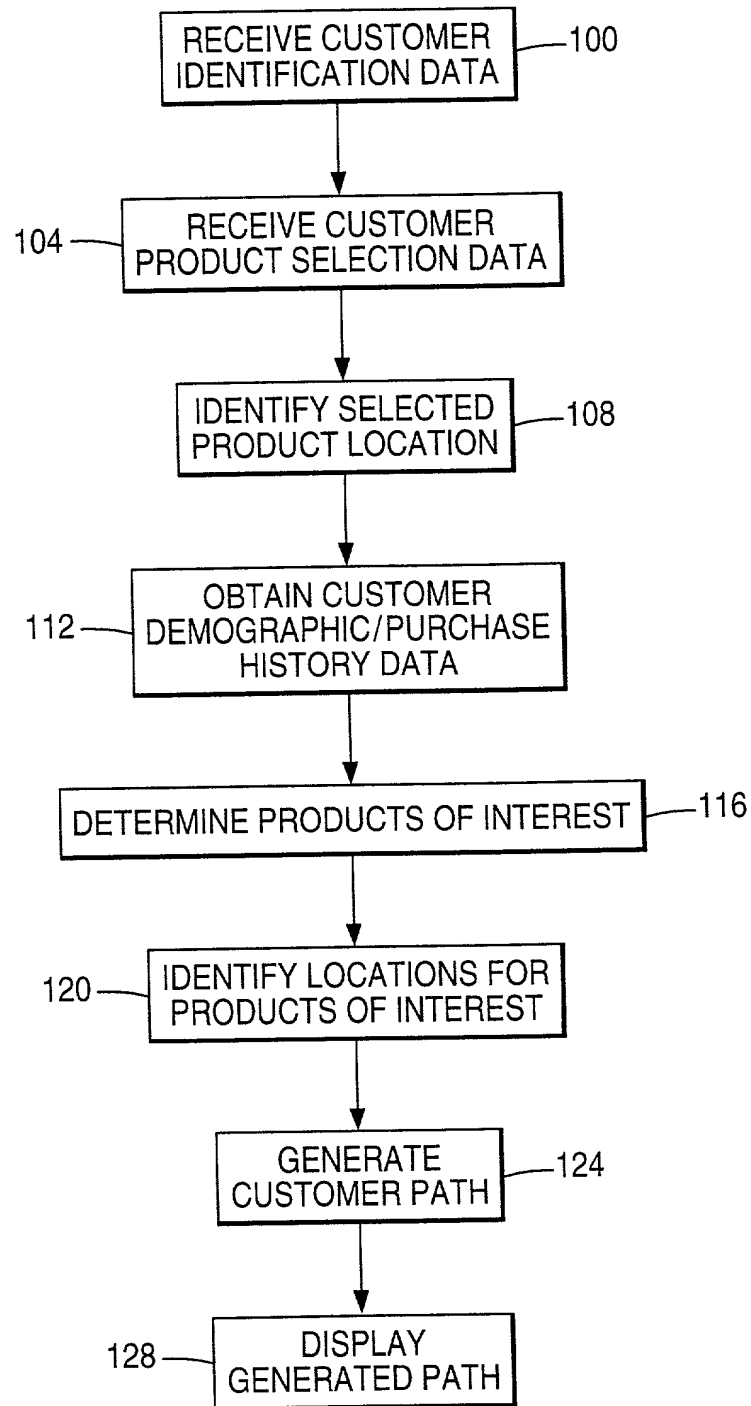 RECEIVE CUSTOMER
IDENTIFICATION DATA
100
RECEIVE CUSTOMER
PRODUCT SELECTION DATA
104
IDENTIFY SELECTED
PRODUCT LOCATION
108
OBTAIN CUSTOMER
DEMOGRAPHIC/PURCHASE
HISTORY DATA
112
DETERMINE PRODUCTS OF INTEREST
116
IDENTIFY LOCATIONS FOR
PRODUCTS OF INTEREST
120
GENERATE
CUSTOMER PATH
124
DISPLAY
GENERATED PATH
128